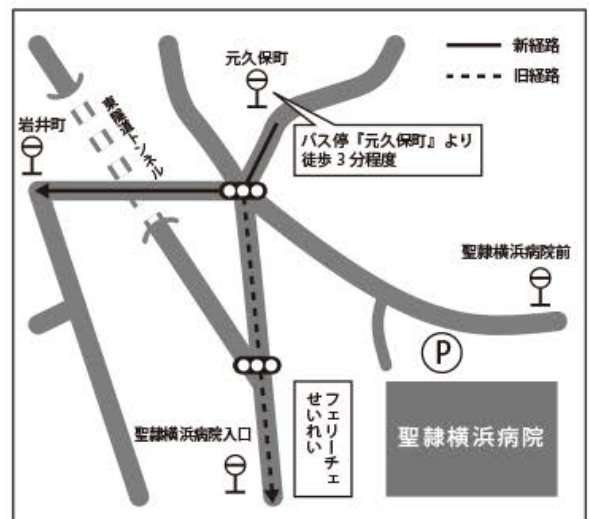 元久保町
新経路
旧経路
岩井町
東隧道トンネル
バス停『元久保町』より
徒歩3分程度
聖隷横浜病院前
P
フェリーチェ
せいれい
聖隷横浜病院入口
聖隷横浜病院